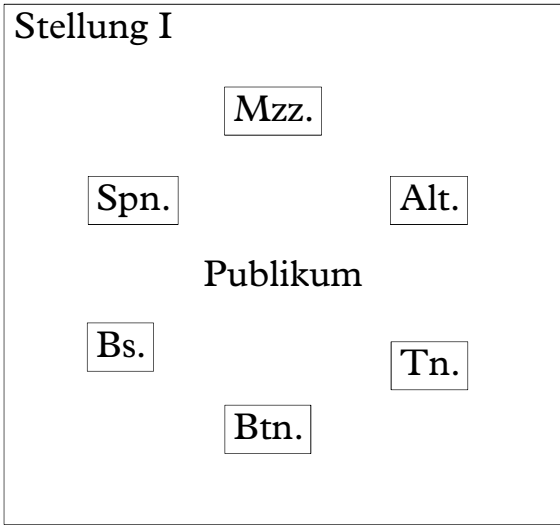 Stellung I
Mzz.
Spn.
Alt.
Publikum
Bs.
Tn.
Btn.